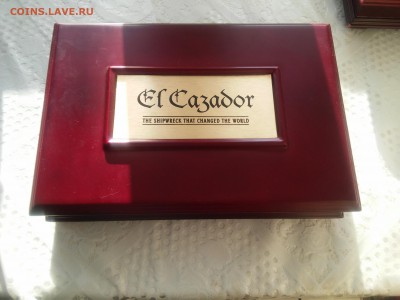 COINS.LAVE.RU
El Cazador
THE SHIPWRECK THAT CHANGED THE WORLD